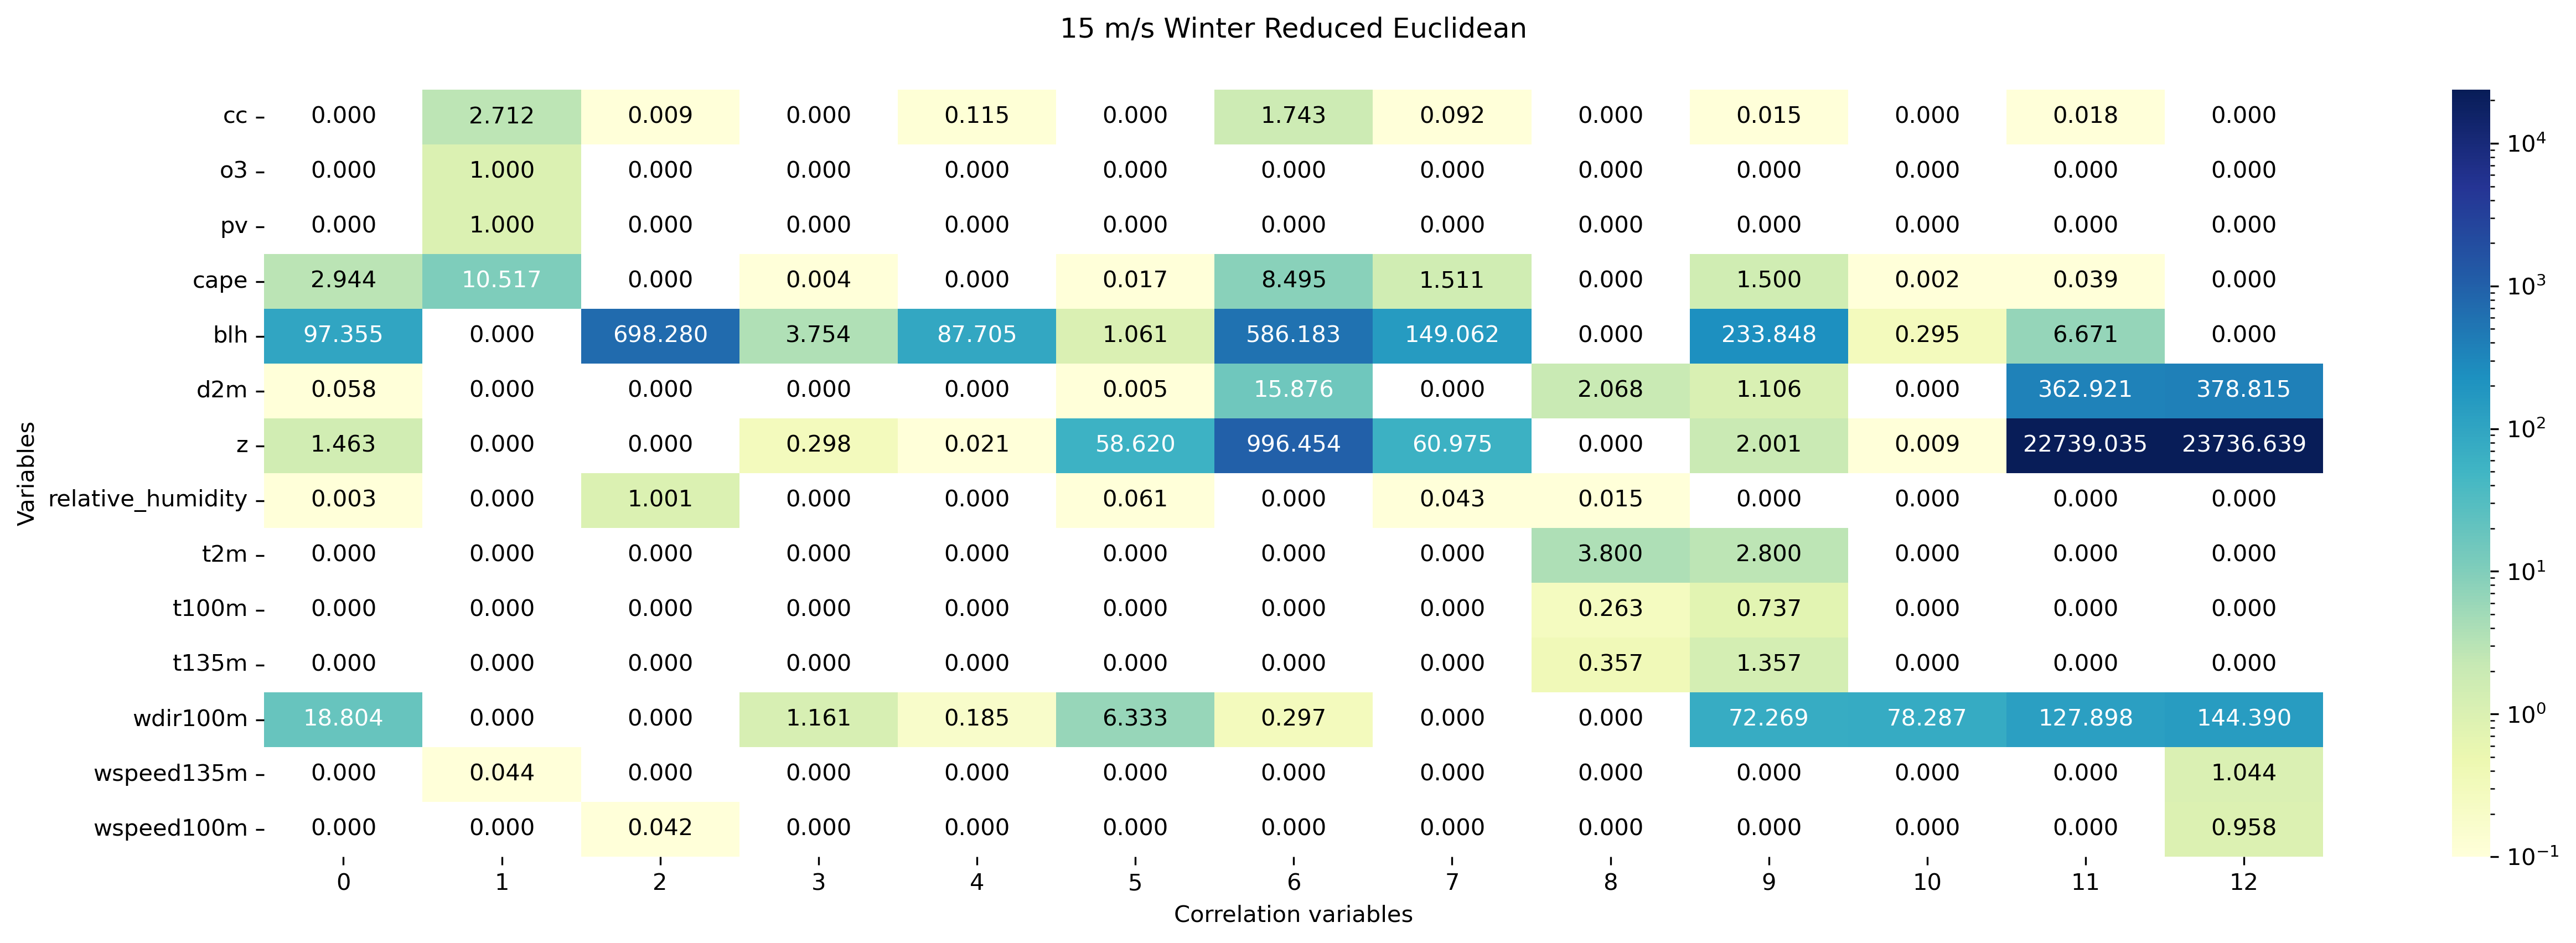 15 m/s Winter Reduced Euclidean
cc 0.000 2.712 0.009 0.000 0.115 0.000 1.743 0.092 0.000 0.015 0.000 0.018 0.000
o3 0.000 1.000 0.000 0.000 0.000 0.000 0.000 0.000 0.000 0.000 0.000 0.000 0.000
pv 0.000 1.000 0.000 0.000 0.000 0.000 0.000 0.000 0.000 0.000 0.000 0.000 0.000
cape 2.944 10.517 0.000 0.004 0.000 0.017 8.495 1.511 0.000 1.500 0.002 0.039 0.000
blh 97.355 0.000 698.280 3.754 87.705 1.061 586.183 149.062 0.000 233.848 0.295 6.671 0.000
d2m 0.058 0.000 0.000 0.000 0.000 0.005 15.876 0.000 2.068 1.106 0.000 362.921 378.815
z 1.463 0.000 0.000 0.298 0.021 58.620 996.454 60.975 0.000 2.001 0.009 22739.035 23736.639
relative_humidity 0.003 0.000 1.001 0.000 0.000 0.061 0.000 0.043 0.015 0.000 0.000 0.000 0.000
t2m 0.000 0.000 0.000 0.000 0.000 0.000 0.000 0.000 3.800 2.800 0.000 0.000 0.000
t100m 0.000 0.000 0.000 0.000 0.000 0.000 0.000 0.000 0.263 0.737 0.000 0.000 0.000
t135m 0.000 0.000 0.000 0.000 0.000 0.000 0.000 0.000 0.357 1.357 0.000 0.000 0.000
wdir100m 18.804 0.000 0.000 1.161 0.185 6.333 0.297 0.000 0.000 72.269 78.287 127.898 144.390
wspeed135m 0.000 0.044 0.000 0.000 0.000 0.000 0.000 0.000 0.000 0.000 0.000 0.000 1.044
wspeed100m 0.000 0.000 0.042 0.000 0.000 0.000 0.000 0.000 0.000 0.000 0.000 0.000 0.958
0 1 2 3 4 5 6 7 8 9 10 11 12
Correlation variables
Variables
10⁴
10³
10²
10¹
10⁰
10⁻¹